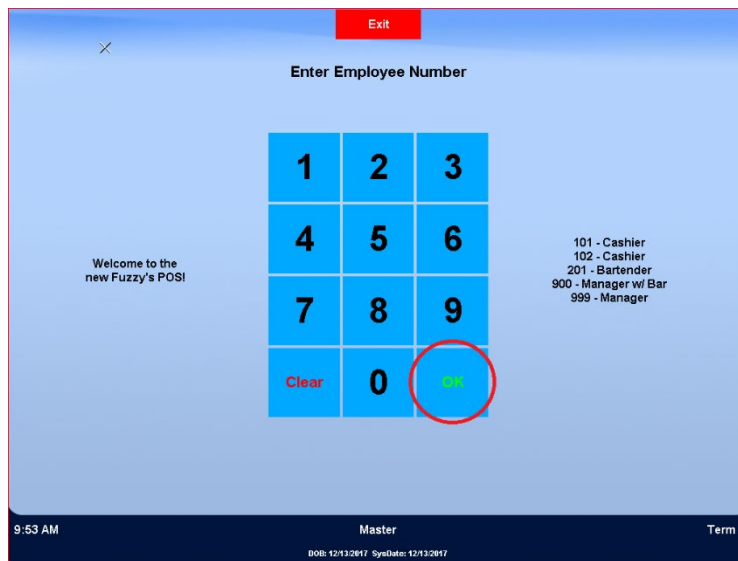 Exit
Enter Employee Number
1 2 3
4 5 6
7 8 9
Clear 0 OK
Welcome to the
new Fuzzy's POS!
101 - Cashier
102 - Cashier
201 - Bartender
900 - Manager w/ Bar
999 - Manager
9:53 AM Master Term
DOB: 12/13/2017 SysDate: 12/13/2017